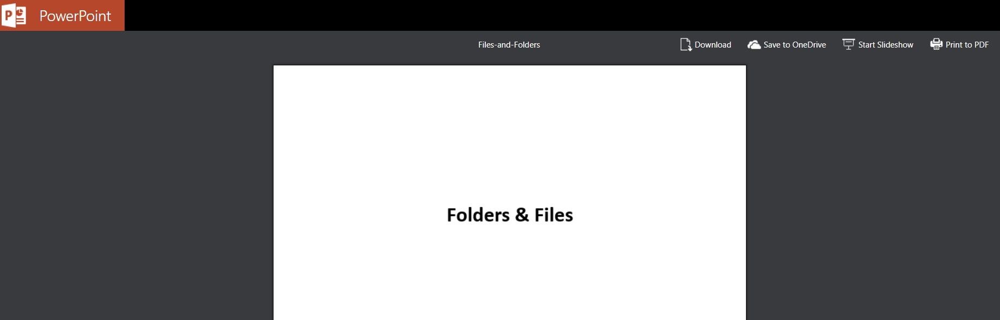 PowerPoint
Files-and-Folders
Download
Save to OneDrive
Start Slideshow
Print to PDF
Folders & Files